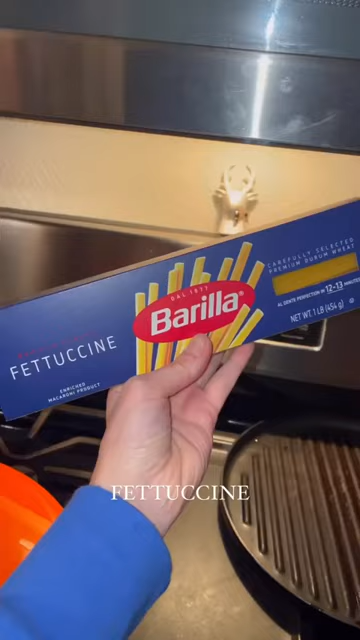 DAL 1877
Barilla
FETTUCCINE
ENRICHED
MACARONI PRODUCT
CAREFULLY SELECTED
PREMIUM DURUM WHEAT
AL DENTE PERFECTION IN 12-13 MINUTES
NET WT. 1 LB (454 g)
FETTUCCINE